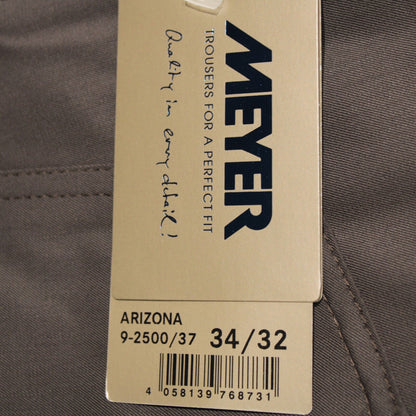 MEYER
TROUSERS FOR A PERFECT FIT
Quality in every detail!
ARIZONA
9-2500/37 34/32
4 058139 768731